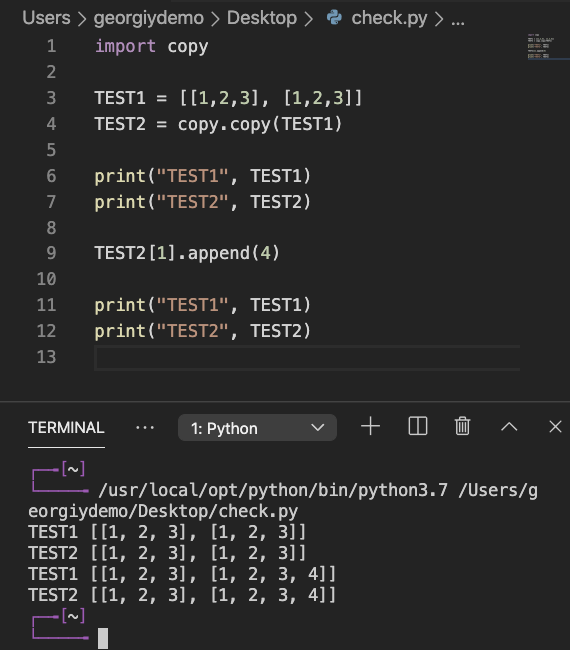 Users > georgiydemo > Desktop > check.py > ...
1 import copy
2
3 TEST1 = [[1,2,3], [1,2,3]]
4 TEST2 = copy.copy(TEST1)
5
6 print("TEST1", TEST1)
7 print("TEST2", TEST2)
8
9 TEST2[1].append(4)
10
11 print("TEST1", TEST1)
12 print("TEST2", TEST2)
13
TERMINAL ... 1: Python
[~]
/usr/local/opt/python/bin/python3.7 /Users/g
eorgiydemo/Desktop/check.py
TEST1 [[1, 2, 3], [1, 2, 3]]
TEST2 [[1, 2, 3], [1, 2, 3]]
TEST1 [[1, 2, 3], [1, 2, 3, 4]]
TEST2 [[1, 2, 3], [1, 2, 3, 4]]
[~]